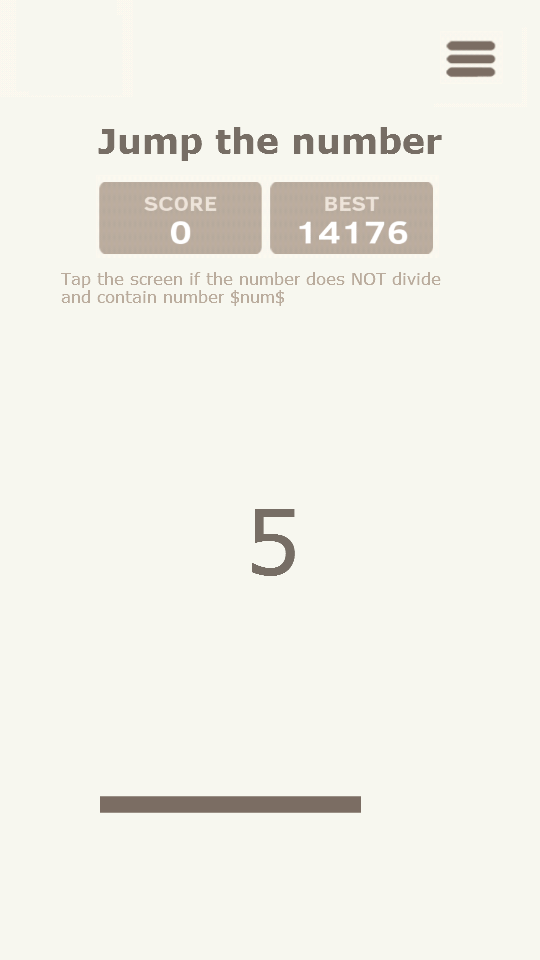 Jump the number
SCORE
0
BEST
14176
Tap the screen if the number does NOT divide
and contain number $num$
5